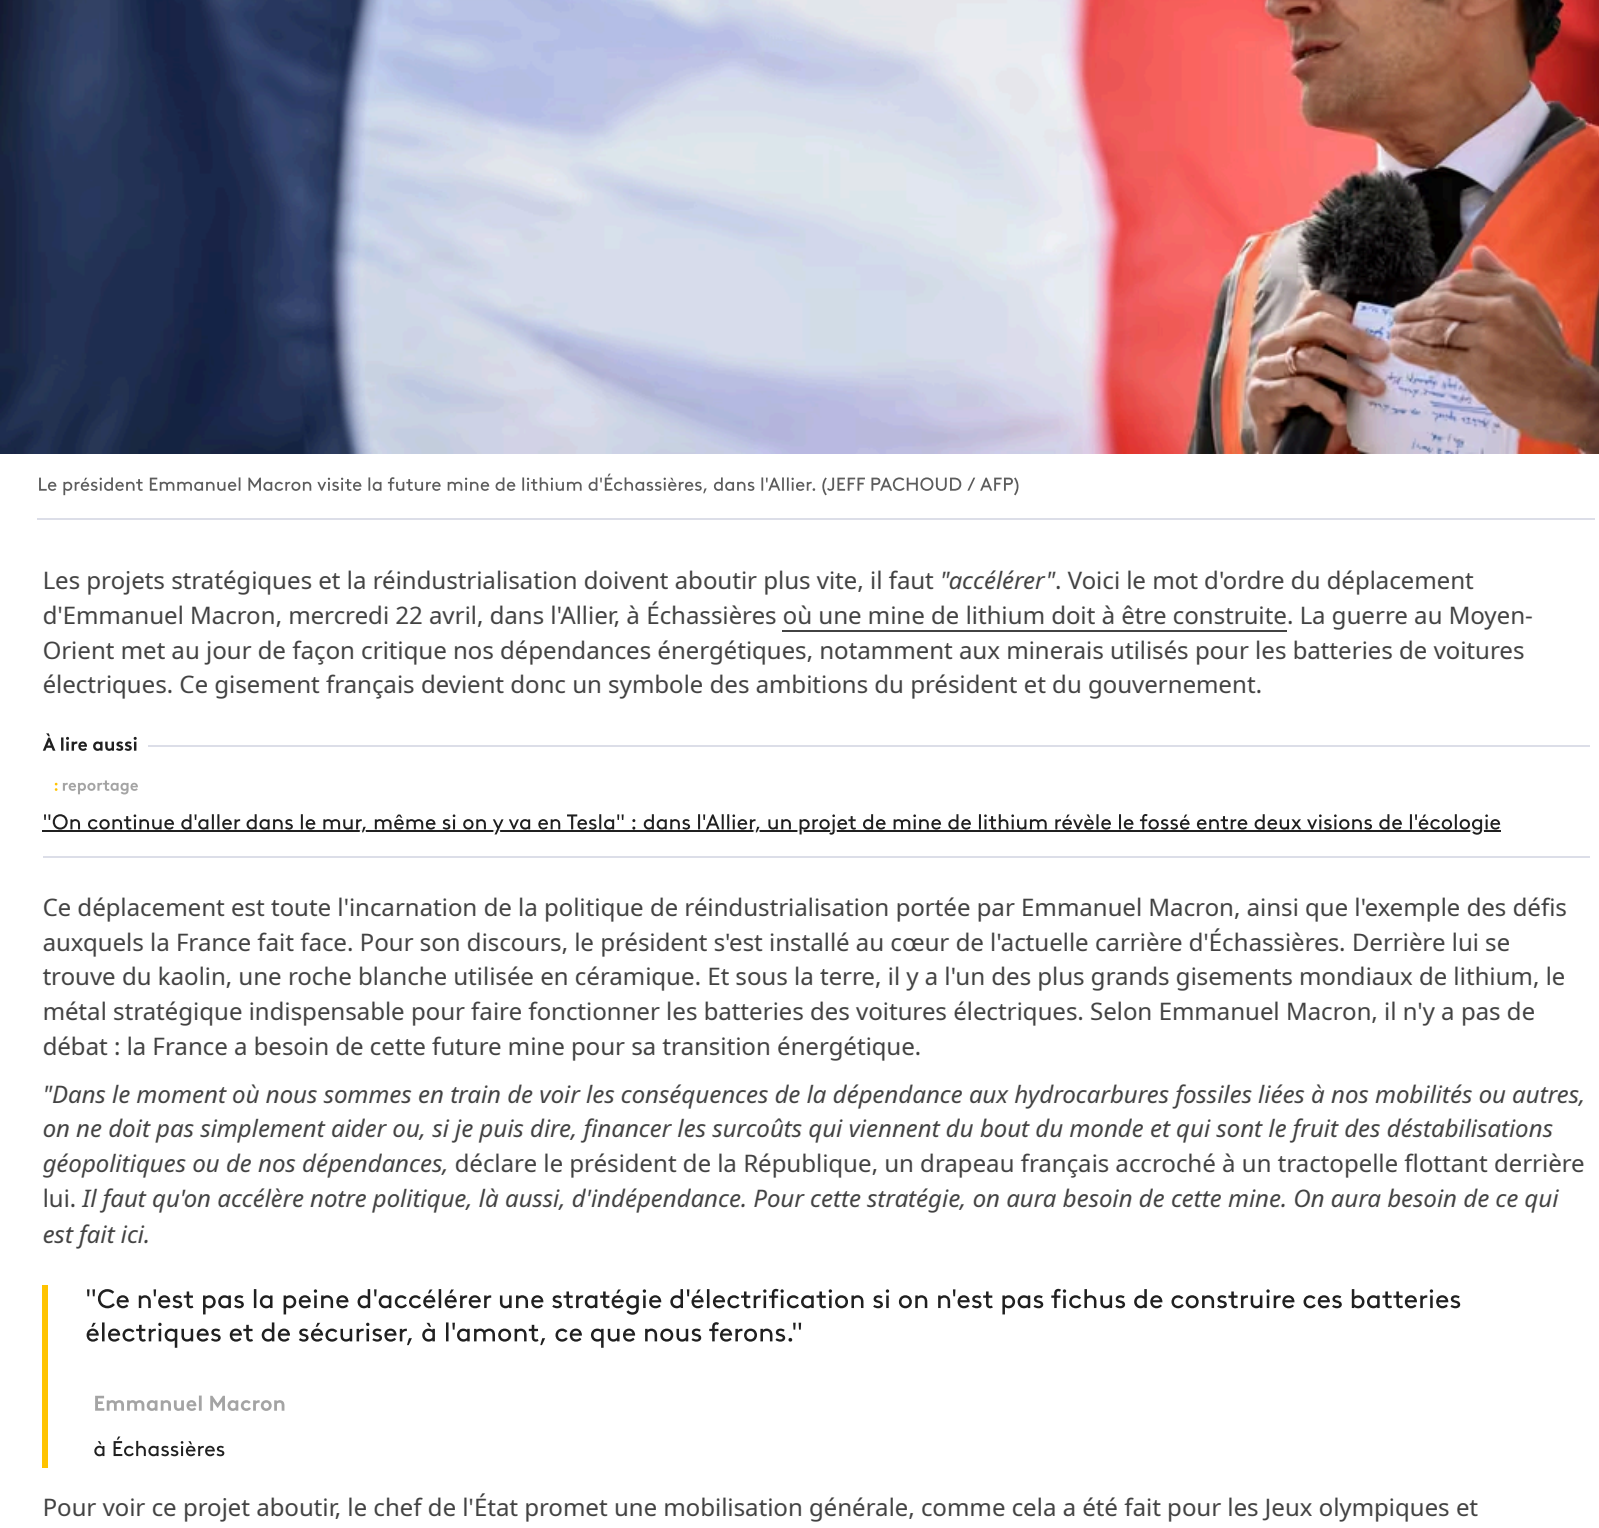 Le président Emmanuel Macron visite la future mine de lithium d'Échassières, dans l'Allier. (JEFF PACHOUD / AFP)
Les projets stratégiques et la réindustrialisation doivent aboutir plus vite, il faut "accélérer". Voici le mot d'ordre du déplacement
d'Emmanuel Macron, mercredi 22 avril, dans l'Allier, à Échassières où une mine de lithium doit à être construite. La guerre au Moyen-
Orient met au jour de façon critique nos dépendances énergétiques, notamment aux minerais utilisés pour les batteries de voitures
électriques. Ce gisement français devient donc un symbole des ambitions du président et du gouvernement.
À lire aussi
: reportage
"On continue d'aller dans le mur, même si on y va en Tesla" : dans l'Allier, un projet de mine de lithium révèle le fossé entre deux visions de l'écologie
Ce déplacement est toute l'incarnation de la politique de réindustrialisation portée par Emmanuel Macron, ainsi que l'exemple des défis
auxquels la France fait face. Pour son discours, le président s'est installé au cœur de l'actuelle carrière d'Échassières. Derrière lui se
trouve du kaolin, une roche blanche utilisée en céramique. Et sous la terre, il y a l'un des plus grands gisements mondiaux de lithium, le
métal stratégique indispensable pour faire fonctionner les batteries des voitures électriques. Selon Emmanuel Macron, il n'y a pas de
débat : la France a besoin de cette future mine pour sa transition énergétique.
"Dans le moment où nous sommes en train de voir les conséquences de la dépendance aux hydrocarbures fossiles liées à nos mobilités ou autres,
on ne doit pas simplement aider ou, si je puis dire, financer les surcoûts qui viennent du bout du monde et qui sont le fruit des déstabilisations
géopolitiques ou de nos dépendances, déclare le président de la République, un drapeau français accroché à un tractopelle flottant derrière
lui. Il faut qu'on accélère notre politique, là aussi, d'indépendance. Pour cette stratégie, on aura besoin de cette mine. On aura besoin de ce qui
est fait ici.
"Ce n'est pas la peine d'accélérer une stratégie d'électrification si on n'est pas fichus de construire ces batteries
électriques et de sécuriser, à l'amont, ce que nous ferons."
Emmanuel Macron
à Échassières
Pour voir ce projet aboutir, le chef de l'État promet une mobilisation générale, comme cela a été fait pour les Jeux olympiques et